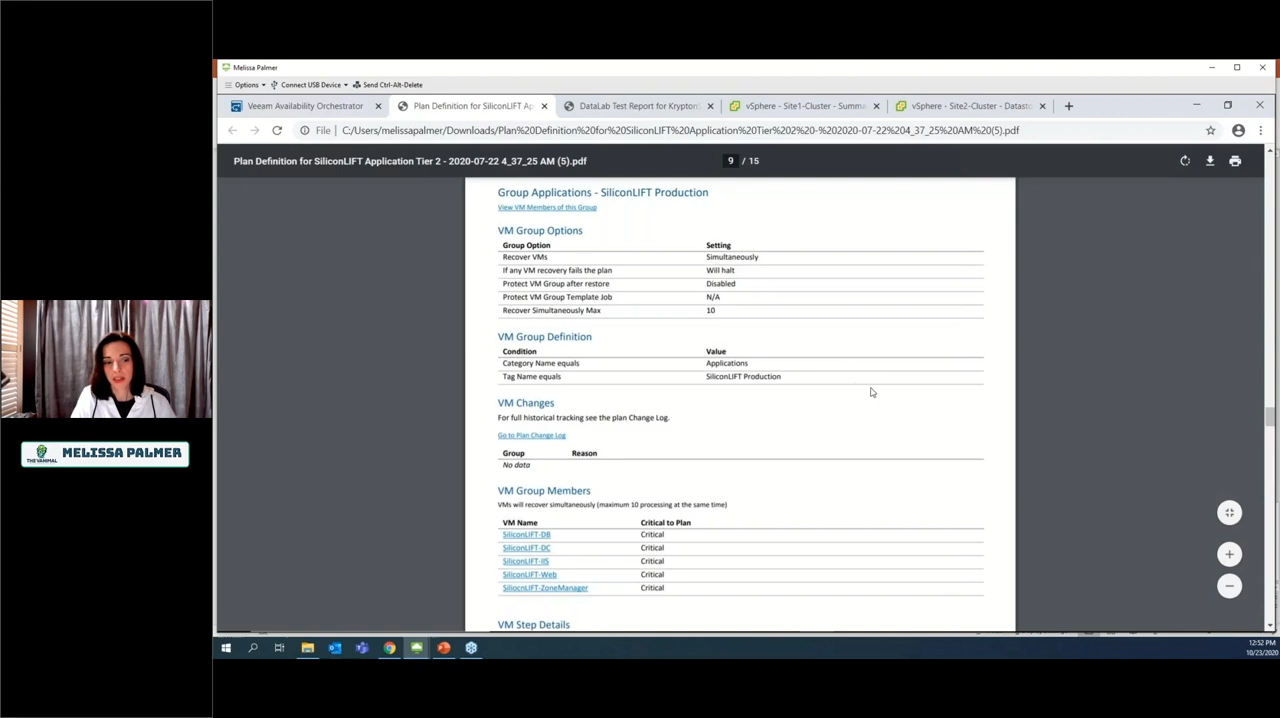 Melissa Palmer
Options Connect USB Device Send Ctrl-Alt-Delete
Veeam Availability Orchestrator
Plan Definition for SiliconLIFT Ap
DataLab Test Report for Krypton
vSphere - Site1-Cluster - Summa
vSphere - Site2-Cluster - Datasto
File C:/Users/melissapalmer/Downloads/Plan%20Definition%20for%20SiliconLIFT%20Application%20Tier%202%20-%202020-07-22%204_37_25%20AM%20(5).pdf
Plan Definition for SiliconLIFT Application Tier 2 - 2020-07-22 4_37_25 AM (5).pdf
9 / 15
Group Applications - SiliconLIFT Production
View VM Members of this Group
VM Group Options
Group Option Setting
Recover VMs Simultaneously
If any VM recovery fails the plan Will halt
Protect VM Group after restore Disabled
Protect VM Group Template Job N/A
Recover Simultaneously Max 10
VM Group Definition
Condition Value
Category Name equals Applications
Tag Name equals SiliconLIFT Production
VM Changes
For full historical tracking see the plan Change Log.
Go to Plan Change Log
Group Reason
No data
VM Group Members
VMs will recover simultaneously (maximum 10 processing at the same time)
VM Name Critical to Plan
SiliconLIFT-DB Critical
SiliconLIFT-DC Critical
SiliconLIFT-IIS Critical
SiliconLIFT-Web Critical
SiliocnLIFT-ZoneManager Critical
VM Step Details
THEVANIMAL
MELISSA PALMER
12:52 PM
10/23/2020